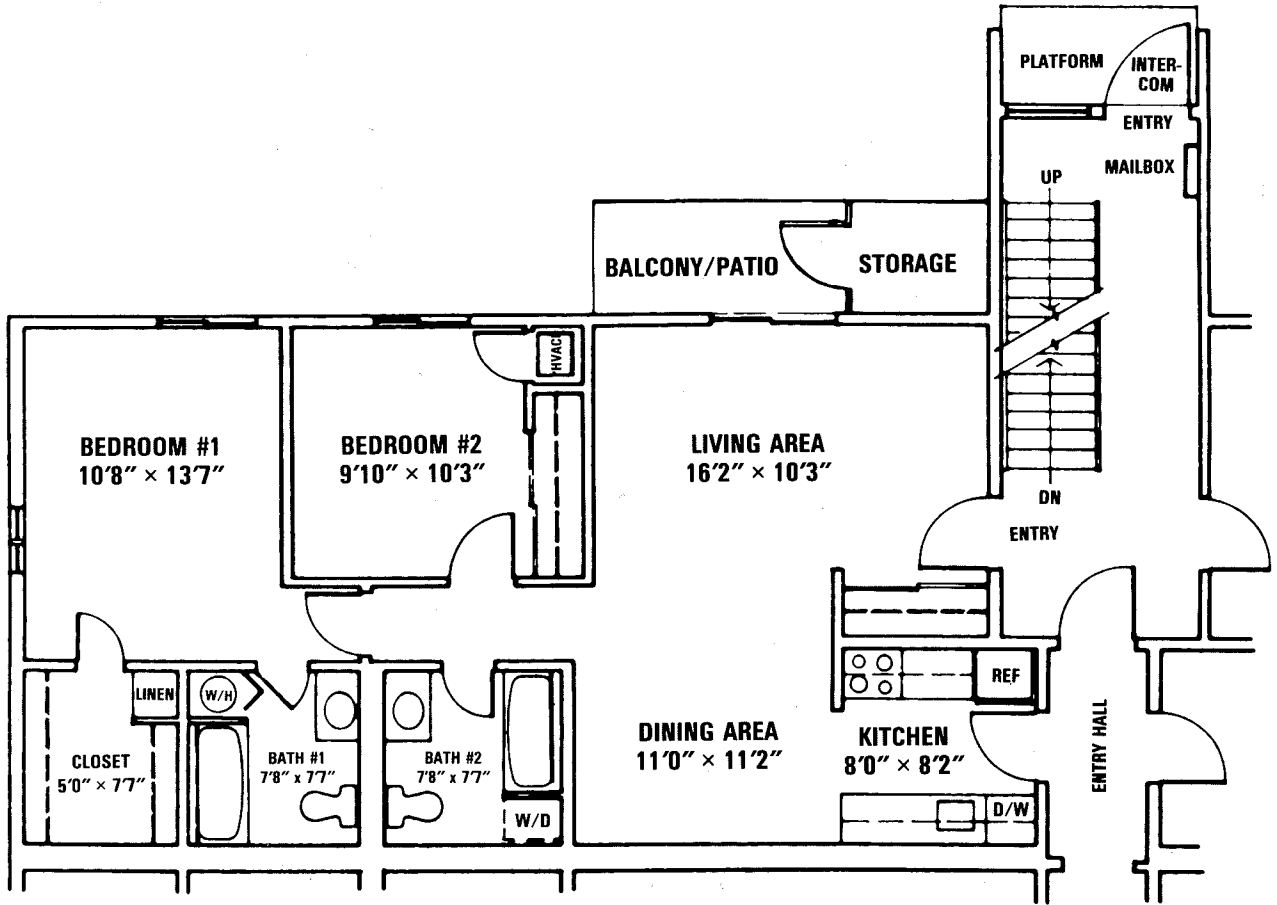 PLATFORM
INTER-
COM
ENTRY
MAILBOX
UP
BALCONY/PATIO
STORAGE
HVAC
BEDROOM #1
10'8" × 13'7"
BEDROOM #2
9'10" × 10'3"
LIVING AREA
16'2" × 10'3"
DN
ENTRY
LINEN
W/H
REF
CLOSET
5'0" × 7'7"
BATH #1
7'8" x 7'7"
BATH #2
7'8" x 7'7"
DINING AREA
11'0" × 11'2"
KITCHEN
8'0" × 8'2"
ENTRY HALL
W/D
D/W